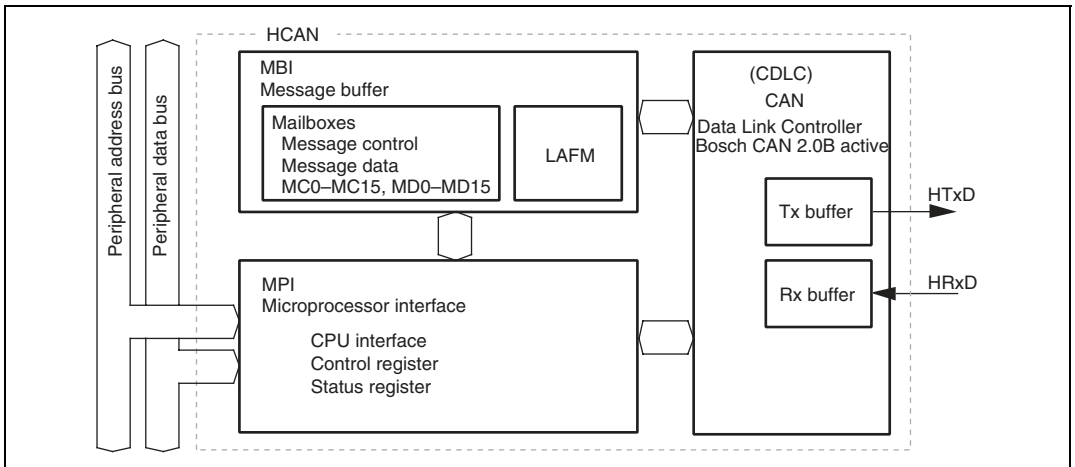 HCAN
Peripheral address bus
Peripheral data bus
MBI
Message buffer
Mailboxes
Message control
Message data
MC0–MC15, MD0–MD15
LAFM
MPI
Microprocessor interface
CPU interface
Control register
Status register
(CDLC)
CAN
Data Link Controller
Bosch CAN 2.0B active
Tx buffer
HTxD
Rx buffer
HRxD